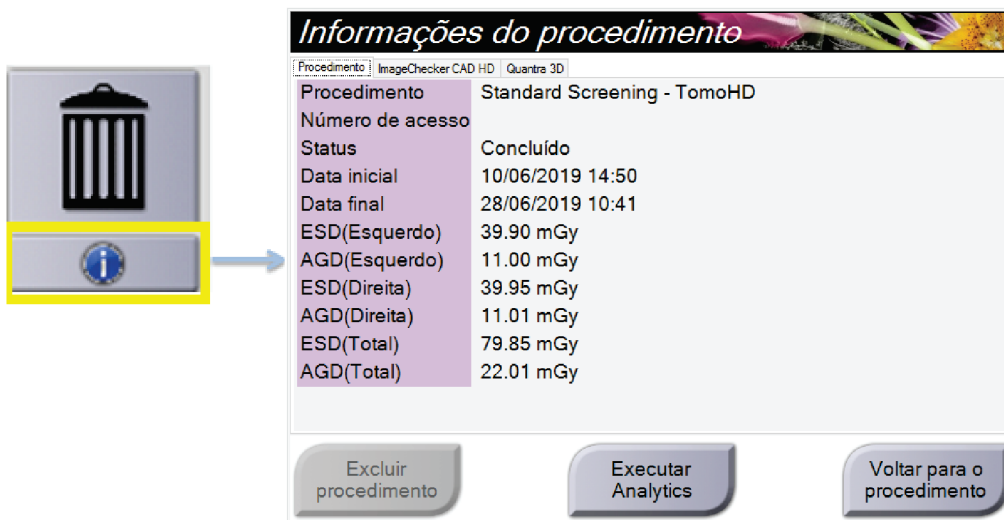 Informações do procedimento
Procedimento ImageChecker CAD HD Quantra 3D
Procedimento Standard Screening - TomoHD
Número de acesso
Status Concluído
Data inicial 10/06/2019 14:50
Data final 28/06/2019 10:41
ESD(Esquerdo) 39.90 mGy
AGD(Esquerdo) 11.00 mGy
ESD(Direita) 39.95 mGy
AGD(Direita) 11.01 mGy
ESD(Total) 79.85 mGy
AGD(Total) 22.01 mGy
Excluir
procedimento
Executar
Analytics
Voltar para o
procedimento